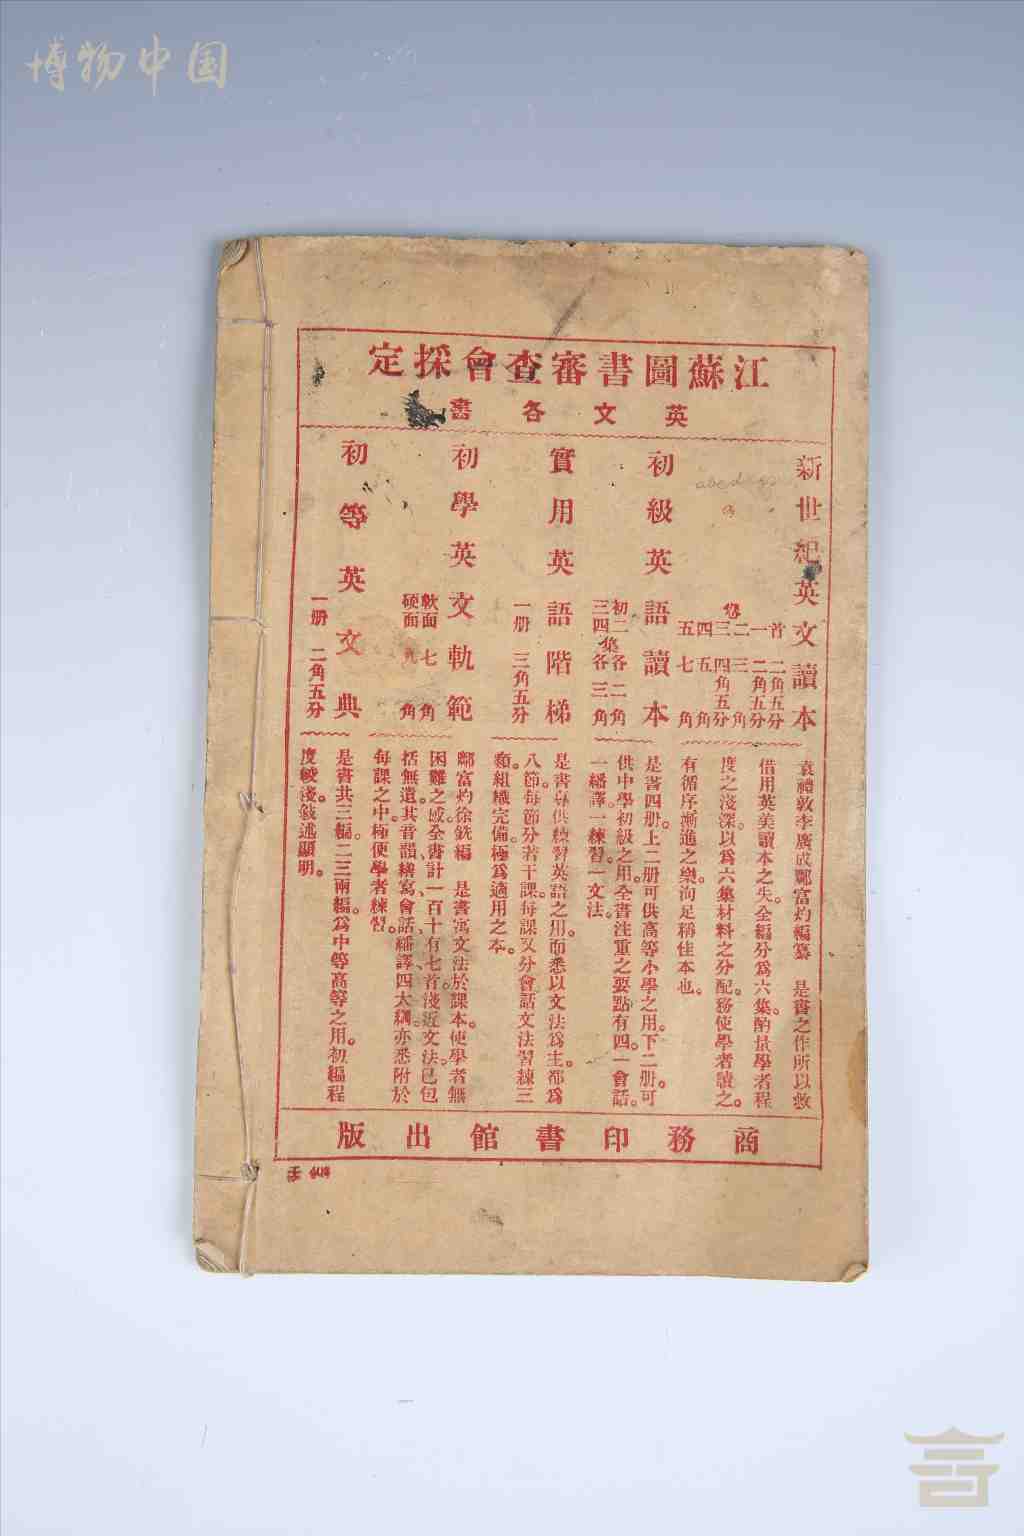 博物中国
江蘇圖書審查會採定
英文各書
新世紀英文讀本
首 二角五分
一 二角五分
二 三角
卷三 四角五分
四 五角
五 七角
袁禮敦李廣成鄺富灼編纂 是書之作所以救
借用英美讀本之失。全編分為六集。酌量學者程
度之淺深。以為六集材料之分配。務使學者讀之。
有循序漸進之樂。洵足稱佳本也。
初級英語讀本
初二集各二角
三四集各三角
是書四册。上二册可供高等小學之用。下二册。可
供中學初級之用。全書注重之要點有四。一會話。
一繙譯。一練習。一文法。
實用英語階梯
一册 三角五分
是書專供練習英語之用。而悉以文法為主。都為
八節。每節分若干課。每課又分會話文法習練三
類。組織完備。極為適用之本。
初學英文軌範
軟面 七角
硬面 九角
鄺富灼徐銑編 是書寓文法於課本。使學者無
困難之感。全書計一百十有七首。淺近文法。已包
括無遺。其音韻、繕寫、會話、繙譯四大綱。亦悉附於
每課之中。極便學者練習。
初等英文典
一册 二角五分
是書共三編。二三兩編。為中等高等之用。初編程
度較淺。敍述顯明。
商務印書館出版